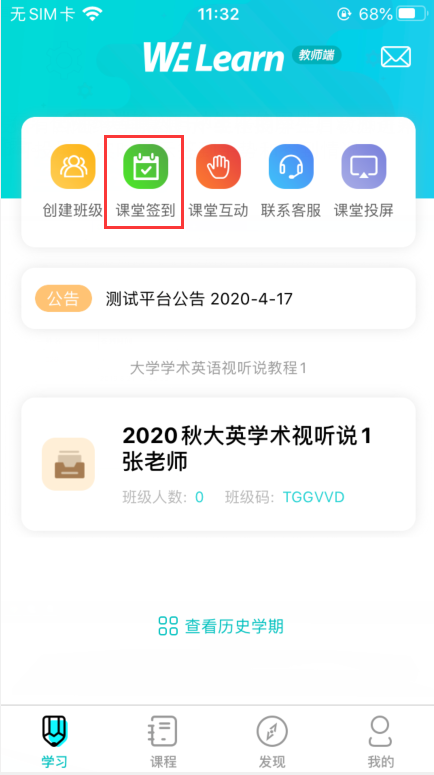 无SIM卡 11:32 68%
WE Learn 教师端
创建班级 课堂签到 课堂互动 联系客服 课堂投屏
公告 测试平台公告 2020-4-17
大学学术英语视听说教程1
2020秋大英学术视听说1
张老师
班级人数: 0 班级码: TGGVVD
查看历史学期
学习 课程 发现 我的